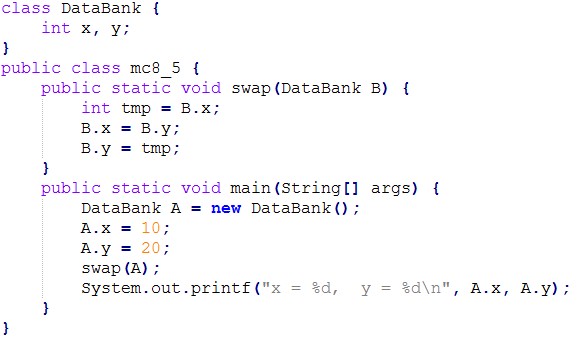 class DataBank {
    int x, y;
}
public class mc8_5 {
    public static void swap(DataBank B) {
        int tmp = B.x;
        B.x = B.y;
        B.y = tmp;
    }
    public static void main(String[] args) {
        DataBank A = new DataBank();
        A.x = 10;
        A.y = 20;
        swap(A);
        System.out.printf("x = %d,  y = %d\n", A.x, A.y);
    }
}